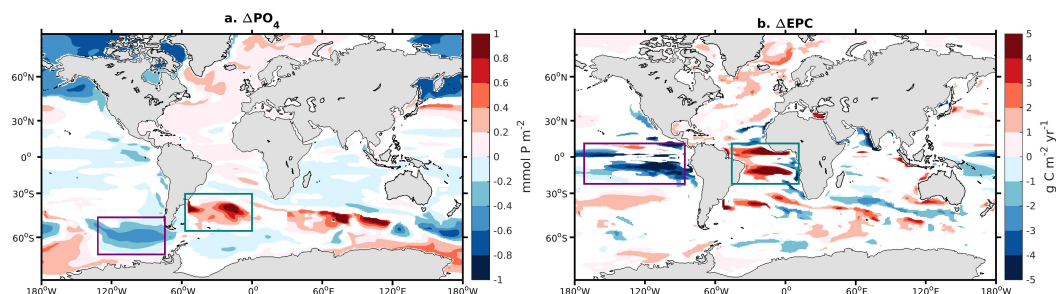 a. ΔPO4
60°N
30°N
0°
30°S
60°S
180°W
120°W
60°W
0°
60°E
120°E
180°W
1
0.8
0.6
0.4
0.2
0
-0.2
-0.4
-0.6
-0.8
-1
mmol P m-2
b. ΔEPC
60°N
30°N
0°
30°S
60°S
180°W
120°W
60°W
0°
60°E
120°E
180°W
5
4
3
2
1
0
-1
-2
-3
-4
-5
g C m-2 yr-1